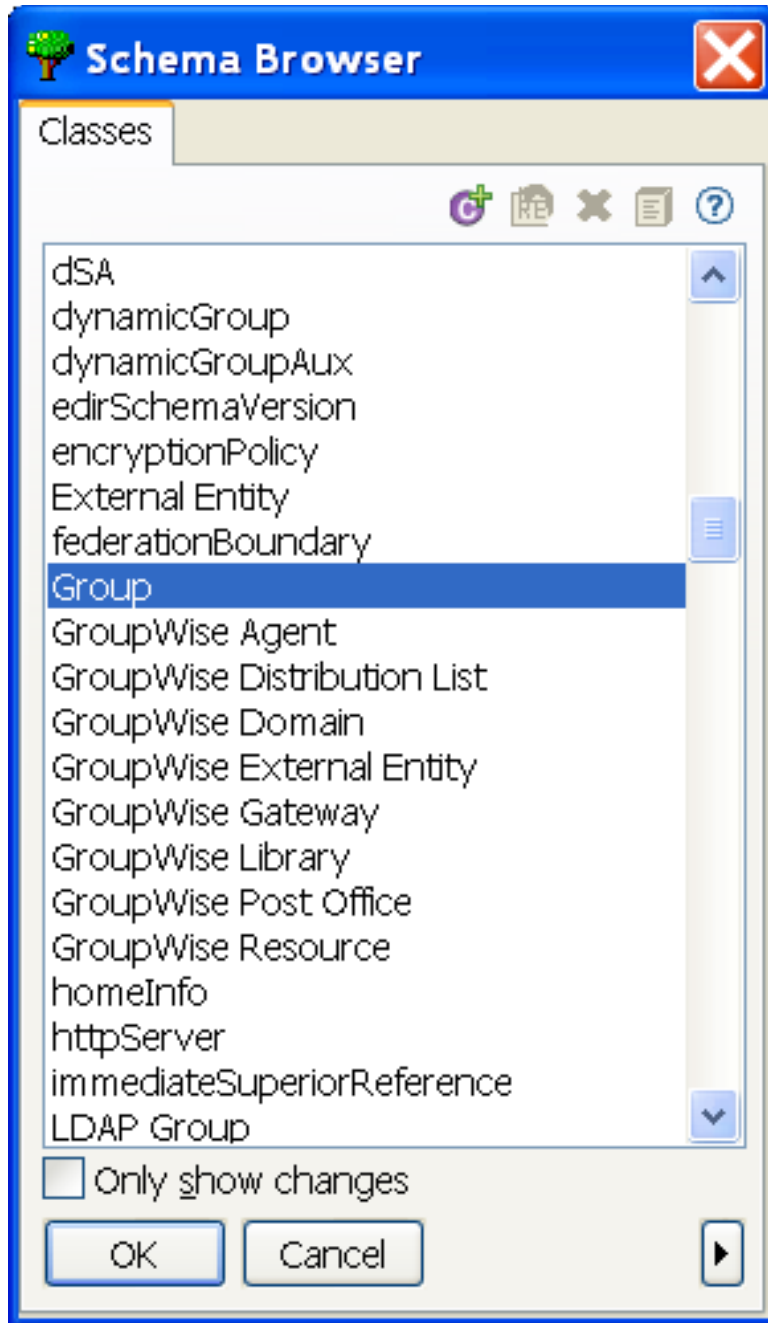 Schema Browser
Classes
dSA
dynamicGroup
dynamicGroupAux
edirSchemaVersion
encryptionPolicy
External Entity
federationBoundary
Group
GroupWise Agent
GroupWise Distribution List
GroupWise Domain
GroupWise External Entity
GroupWise Gateway
GroupWise Library
GroupWise Post Office
GroupWise Resource
homeInfo
httpServer
immediateSuperiorReference
LDAP Group
Only show changes
OK Cancel